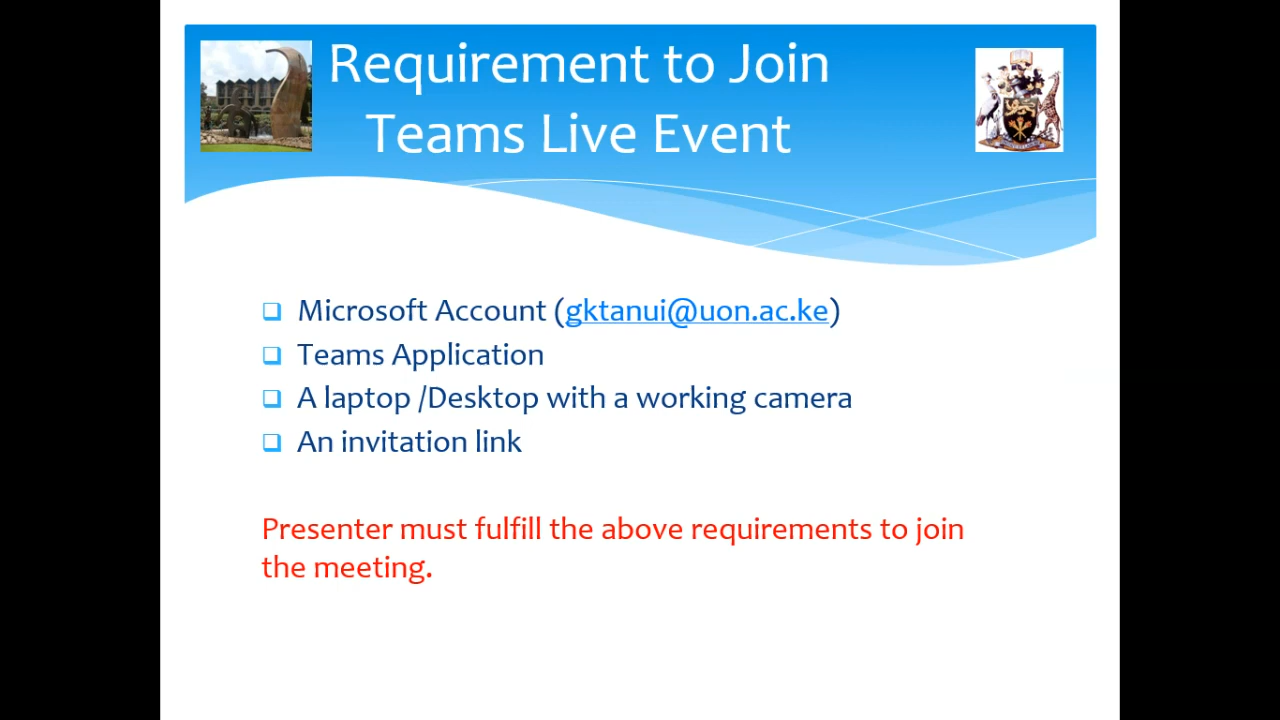 Requirement to Join
Teams Live Event
Microsoft Account (gktanui@uon.ac.ke)
Teams Application
A laptop /Desktop with a working camera
An invitation link
Presenter must fulfill the above requirements to join
the meeting.